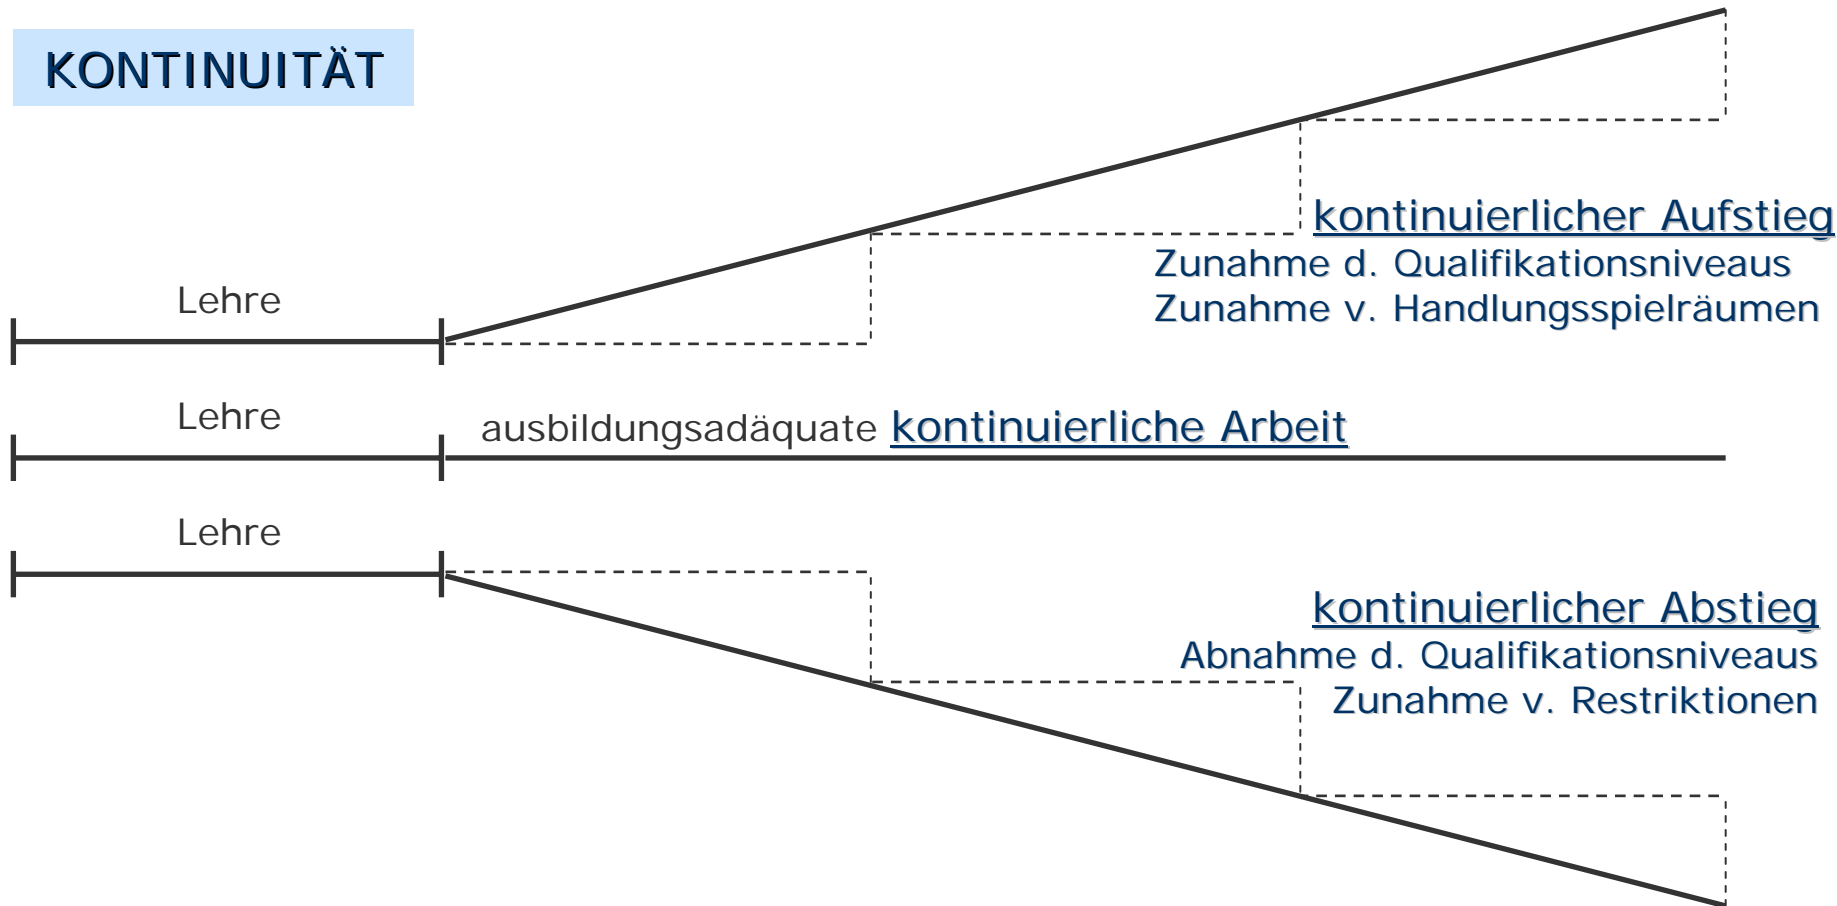 KONTINUITÄT
kontinuierlicher Aufstieg
Zunahme d. Qualifikationsniveaus
Zunahme v. Handlungsspielräumen
Lehre
Lehre
ausbildungsadäquate kontinuierliche Arbeit
Lehre
kontinuierlicher Abstieg
Abnahme d. Qualifikationsniveaus
Zunahme v. Restriktionen